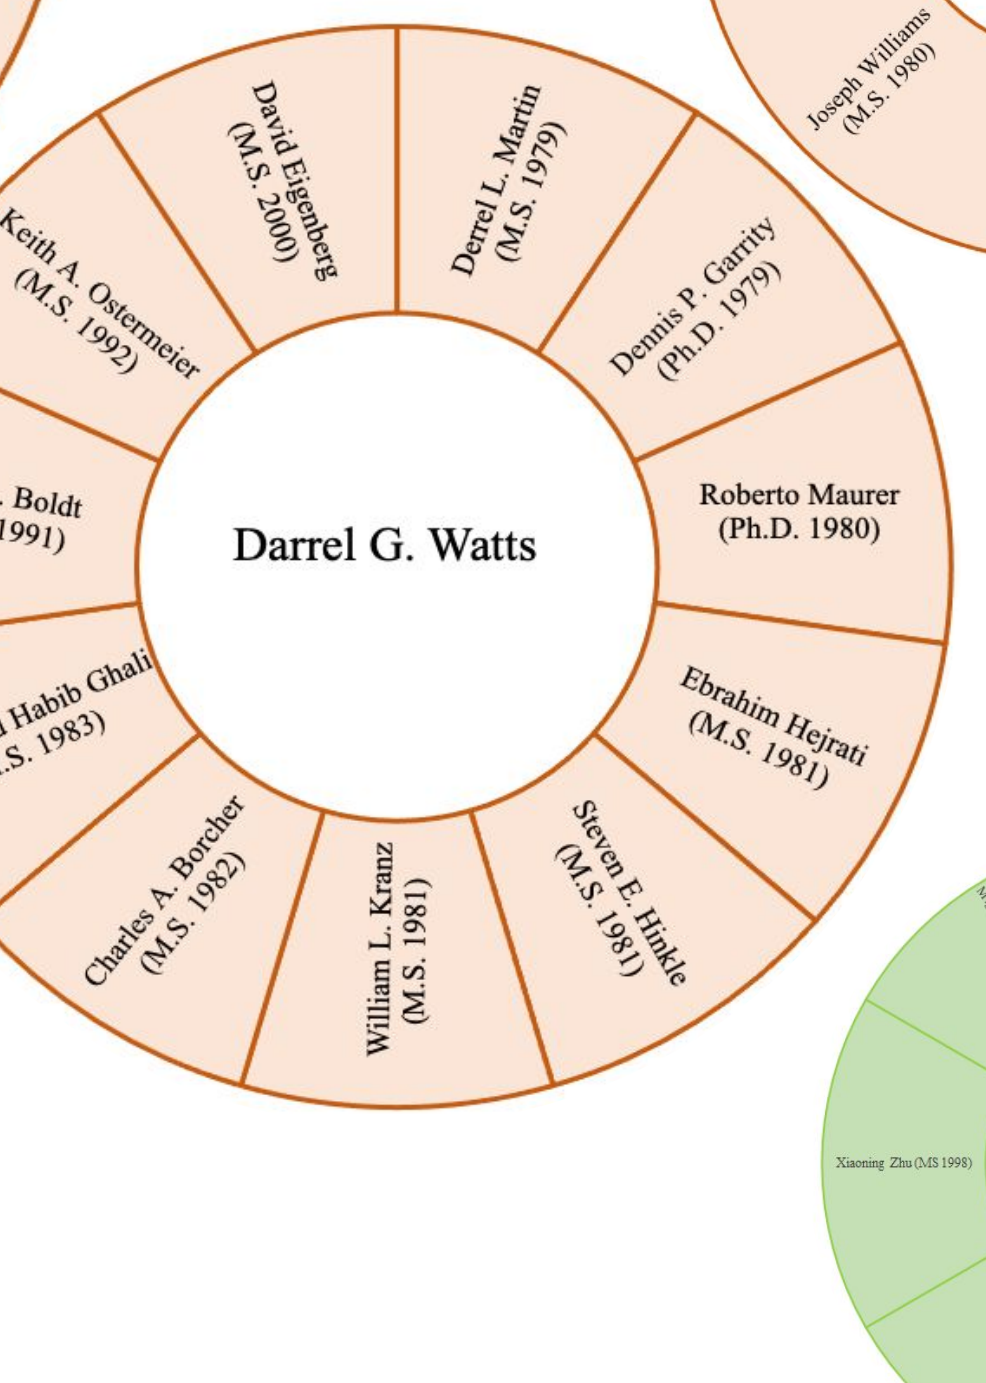 Joseph Williams
(M.S. 1980)
David Eigenberg
(M.S. 2000)
Derrel L. Martin
(M.S. 1979)
Dennis P. Garrity
(Ph.D. 1979)
Keith A. Ostermeier
(M.S. 1992)
Roberto Maurer
(Ph.D. 1980)
. Boldt
1991)
Darrel G. Watts
Habib Ghali
.S. 1983)
Ebrahim Hejrati
(M.S. 1981)
Charles A. Borcher
(M.S. 1982)
William L. Kranz
(M.S. 1981)
Steven E. Hinkle
(M.S. 1981)
Xiaoning Zhu (MS 1998)